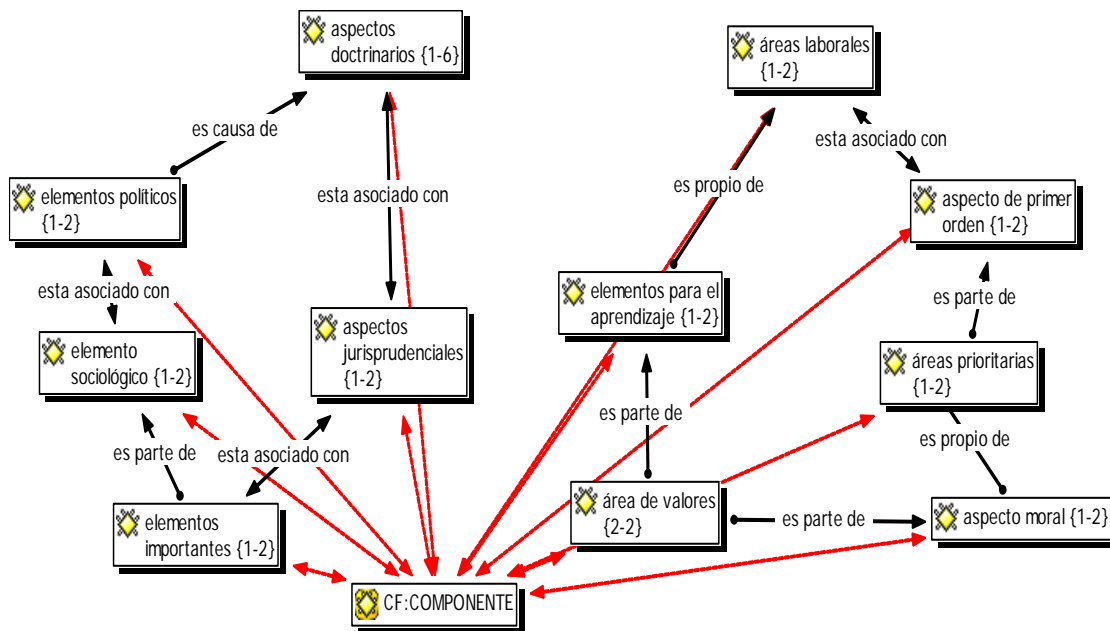 aspectos
doctrinarios {1-6}
áreas laborales
{1-2}
es causa de
esta asociado con
es propio de
elementos políticos
{1-2}
esta asociado con
aspecto de primer
orden {1-2}
esta asociado con
elementos para el
aprendizaje {1-2}
es parte de
elemento
sociológico {1-2}
aspectos
jurisprudenciales
{1-2}
áreas prioritarias
{1-2}
es parte de
es propio de
es parte de
esta asociado con
elementos
importantes {1-2}
área de valores
{2-2}
es parte de
aspecto moral {1-2}
CF:COMPONENTE